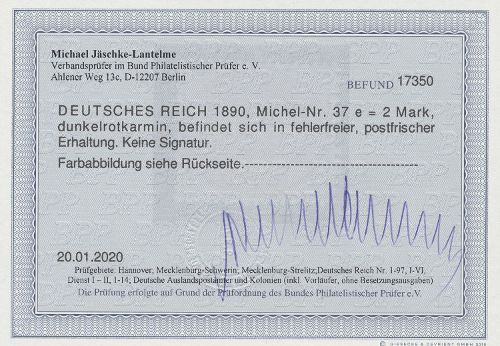 Michael Jäschke-Lantelme
Verbandsprüfer im Bund Philatelistischer Prüfer e. V.
Ahlener Weg 13c, D-12207 Berlin
BEFUND 17350
DEUTSCHES REICH 1890, Michel-Nr. 37 e = 2 Mark,
dunkelrotkarmin, befindet sich in fehlerfreier, postfrischer
Erhaltung. Keine Signatur.
Farbabbildung siehe Rückseite.------------------------------------
20.01.2020
Prüfgebiete: Hannover, Mecklenburg-Schwerin, Mecklenburg-Strelitz;Deutsches Reich Nr. 1-97, I-VI,
Dienst I – II, 1-14; Deutsche Auslandspostämter und Kolonien (inkl. Vorläufer, ohne Besetzungsausgaben)
Die Prüfung erfolgte auf Grund der Prüfordnung des Bundes Philatelistischer Prüfer e.V.